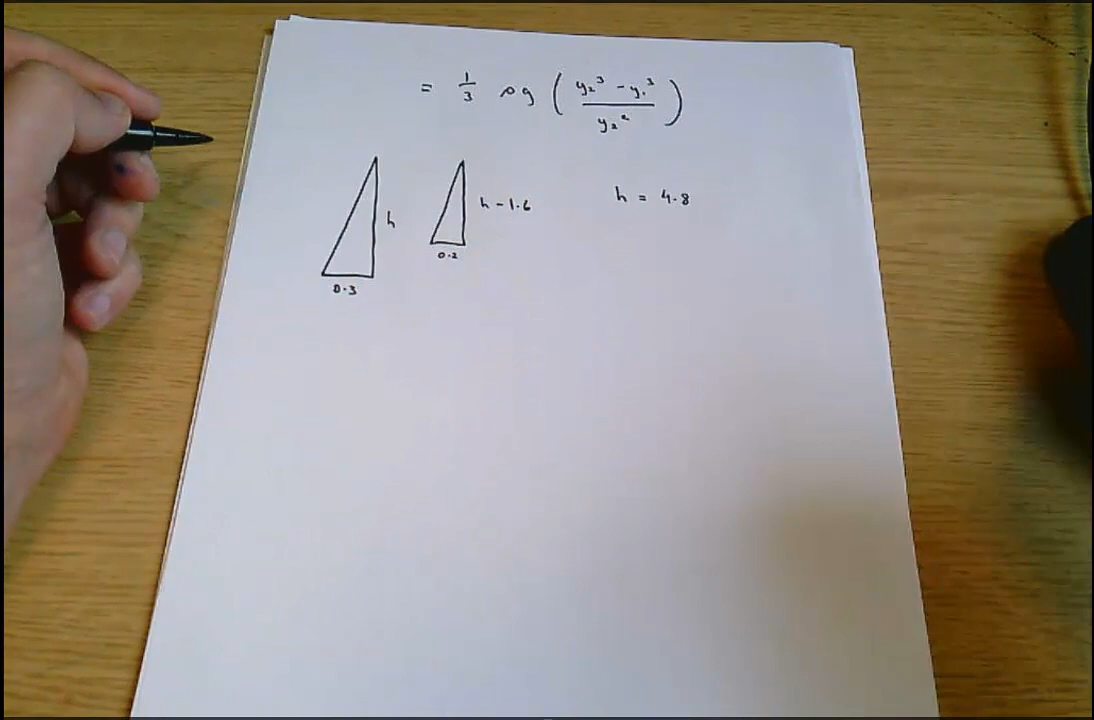 = 1/3 ρg ( (y₂³ - y₁³) / y₂² )
h
h - 1.6
h = 4.8
0.2
0.3